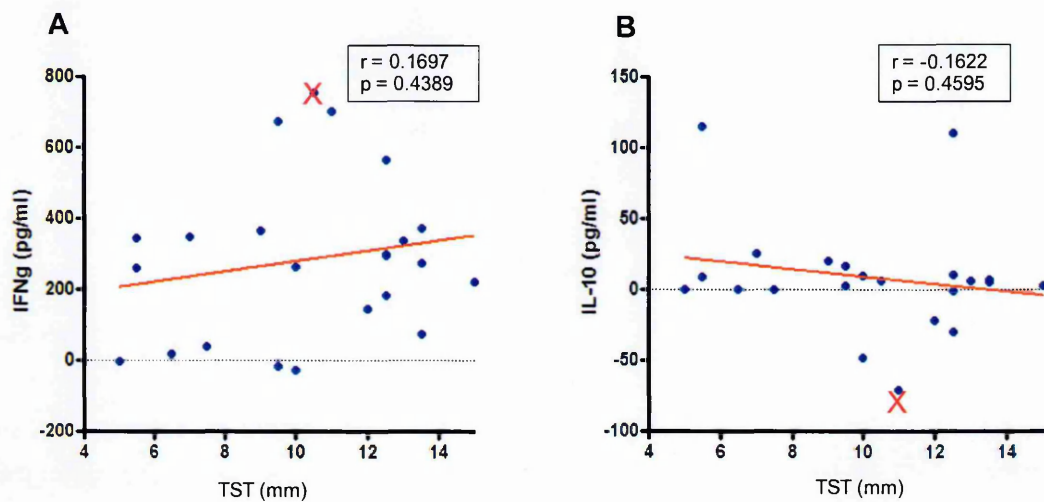 A
r = 0.1697
p = 0.4389
800
600
400
200
0
-200
4
6
8
10
12
14
IFNg (pg/ml)
TST (mm)
B
r = -0.1622
p = 0.4595
150
100
50
0
-50
-100
4
6
8
10
12
14
IL-10 (pg/ml)
TST (mm)